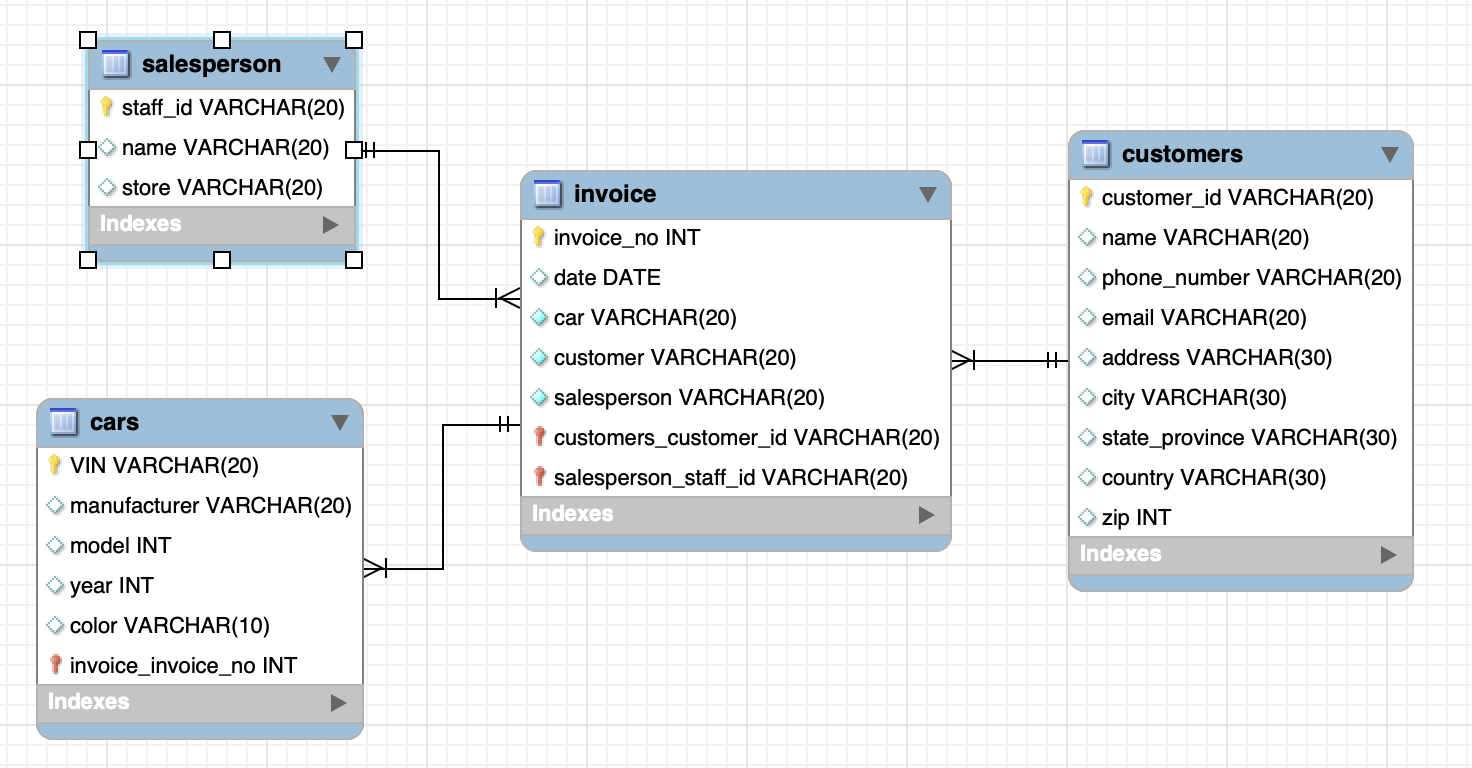 salesperson
staff_id VARCHAR(20)
name VARCHAR(20)
store VARCHAR(20)
Indexes
cars
VIN VARCHAR(20)
manufacturer VARCHAR(20)
model INT
year INT
color VARCHAR(10)
invoice_invoice_no INT
Indexes
invoice
invoice_no INT
date DATE
car VARCHAR(20)
customer VARCHAR(20)
salesperson VARCHAR(20)
customers_customer_id VARCHAR(20)
salesperson_staff_id VARCHAR(20)
Indexes
customers
customer_id VARCHAR(20)
name VARCHAR(20)
phone_number VARCHAR(20)
email VARCHAR(20)
address VARCHAR(30)
city VARCHAR(30)
state_province VARCHAR(30)
country VARCHAR(30)
zip INT
Indexes